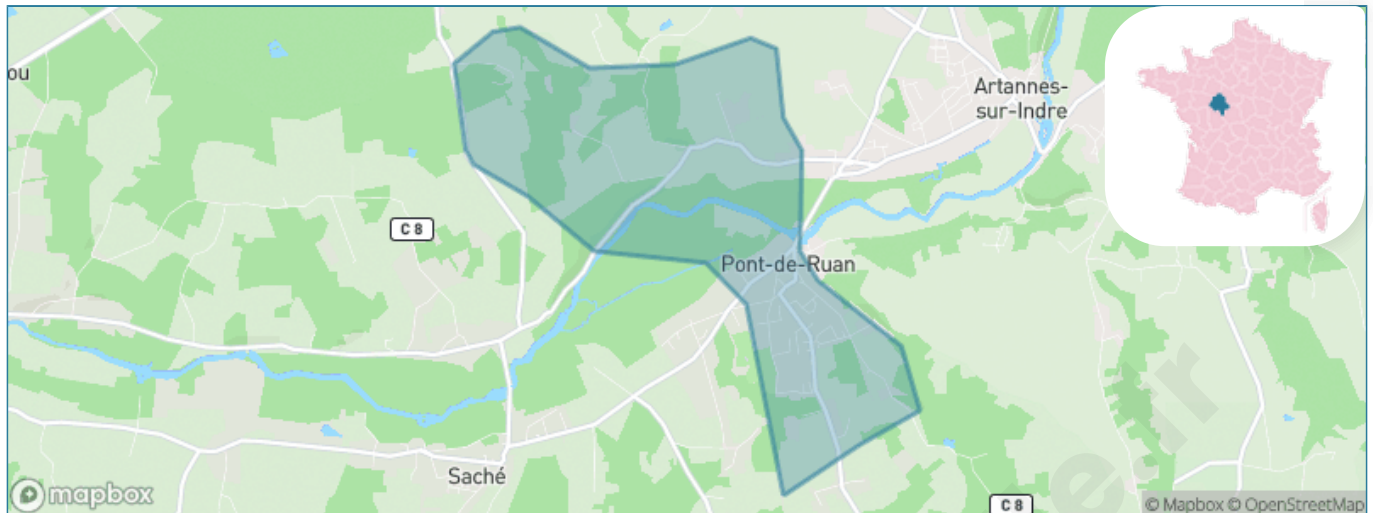 ou
Artannes-
sur-Indre
C 8
Pont-de-Ruan
Saché
C 8
mapbox
© Mapbox © OpenStreetMap